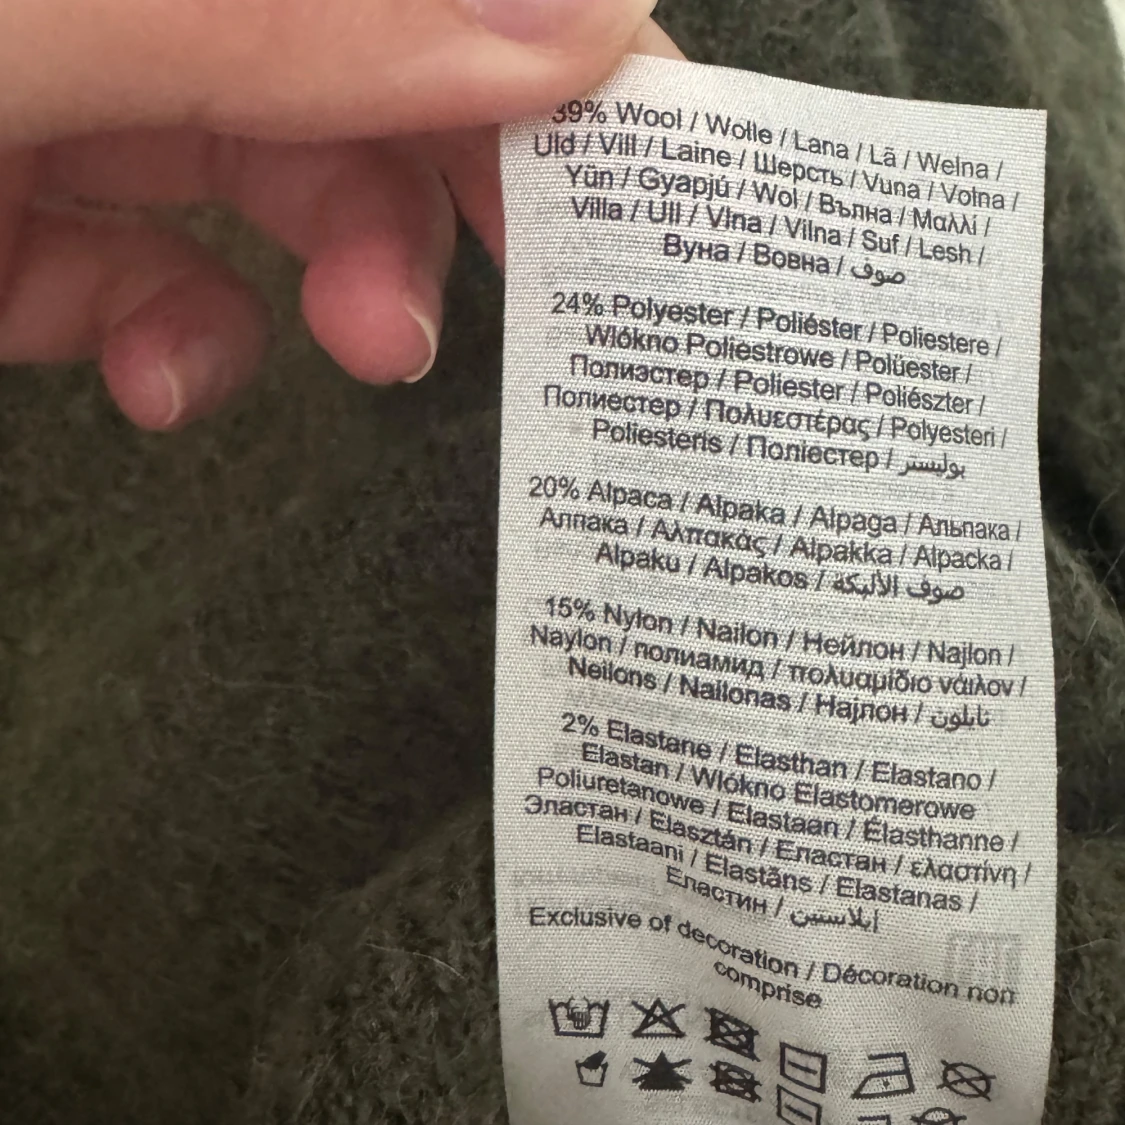 39% Wool / Wolle / Lana / Lã / Wełna /
Uld / Vill / Laine / Шерсть / Vuna / Volna /
Yün / Gyapjú / Wol / Вълна / Μαλλί /
Villa / Ull / Vlna / Vilna / Suf / Lesh /
Вуна / Вовна / صوف
24% Polyester / Poliéster / Poliestere /
Wlókno Poliestrowe / Polüester /
Полиэстер / Poliester / Poliészter /
Полиестер / Πολυεστέρας / Polyesteri /
Poliesteris / Поліестер / بوليستر
20% Alpaca / Alpaka / Alpaga / Альпака /
Алпака / Αλπακάς / Alpakka / Alpacka /
Alpaku / Alpakos / صوف الألبكة
15% Nylon / Nailon / Нейлон / Najlon /
Naylon / полиамид / πολυαμίδιο νάιλον /
Neilons / Nailonas / Најлон / نايلون
2% Elastane / Elasthan / Elastano /
Elastan / Wlókno Elastomerowe
Poliuretanowe / Elastaan / Élasthanne /
Эластан / Elasztán / Еластан / ελαστίνη /
Elastaani / Elastāns / Elastanas /
Еластин / إيلاستين
Exclusive of decoration / Décoration non
comprise